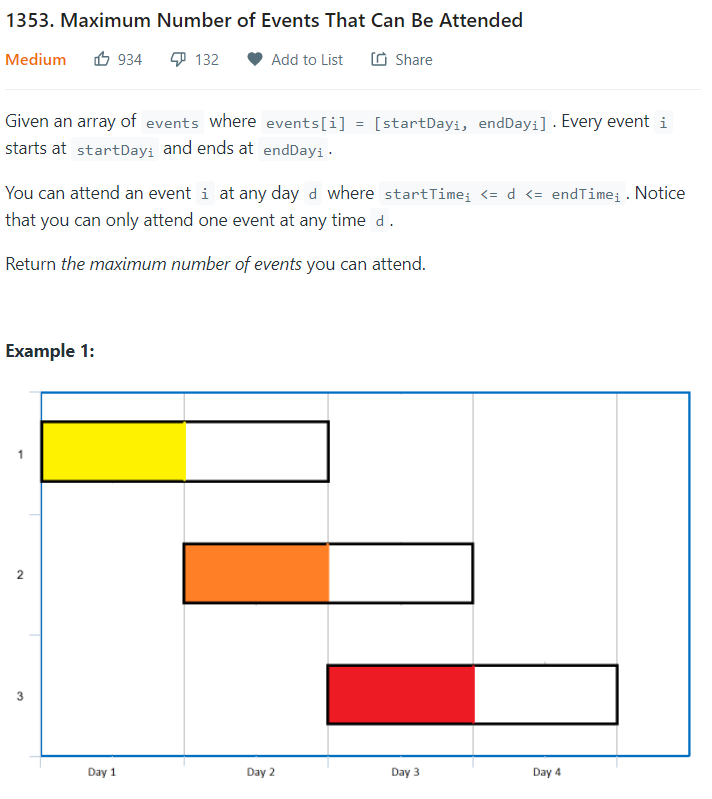 1353. Maximum Number of Events That Can Be Attended
Medium 934 132 Add to List Share
Given an array of events where events[i] = [startDayᵢ, endDayᵢ]. Every event i
starts at startDayᵢ and ends at endDayᵢ.
You can attend an event i at any day d where startTimeᵢ <= d <= endTimeᵢ. Notice
that you can only attend one event at any time d.
Return the maximum number of events you can attend.
Example 1:
1
2
3
Day 1 Day 2 Day 3 Day 4